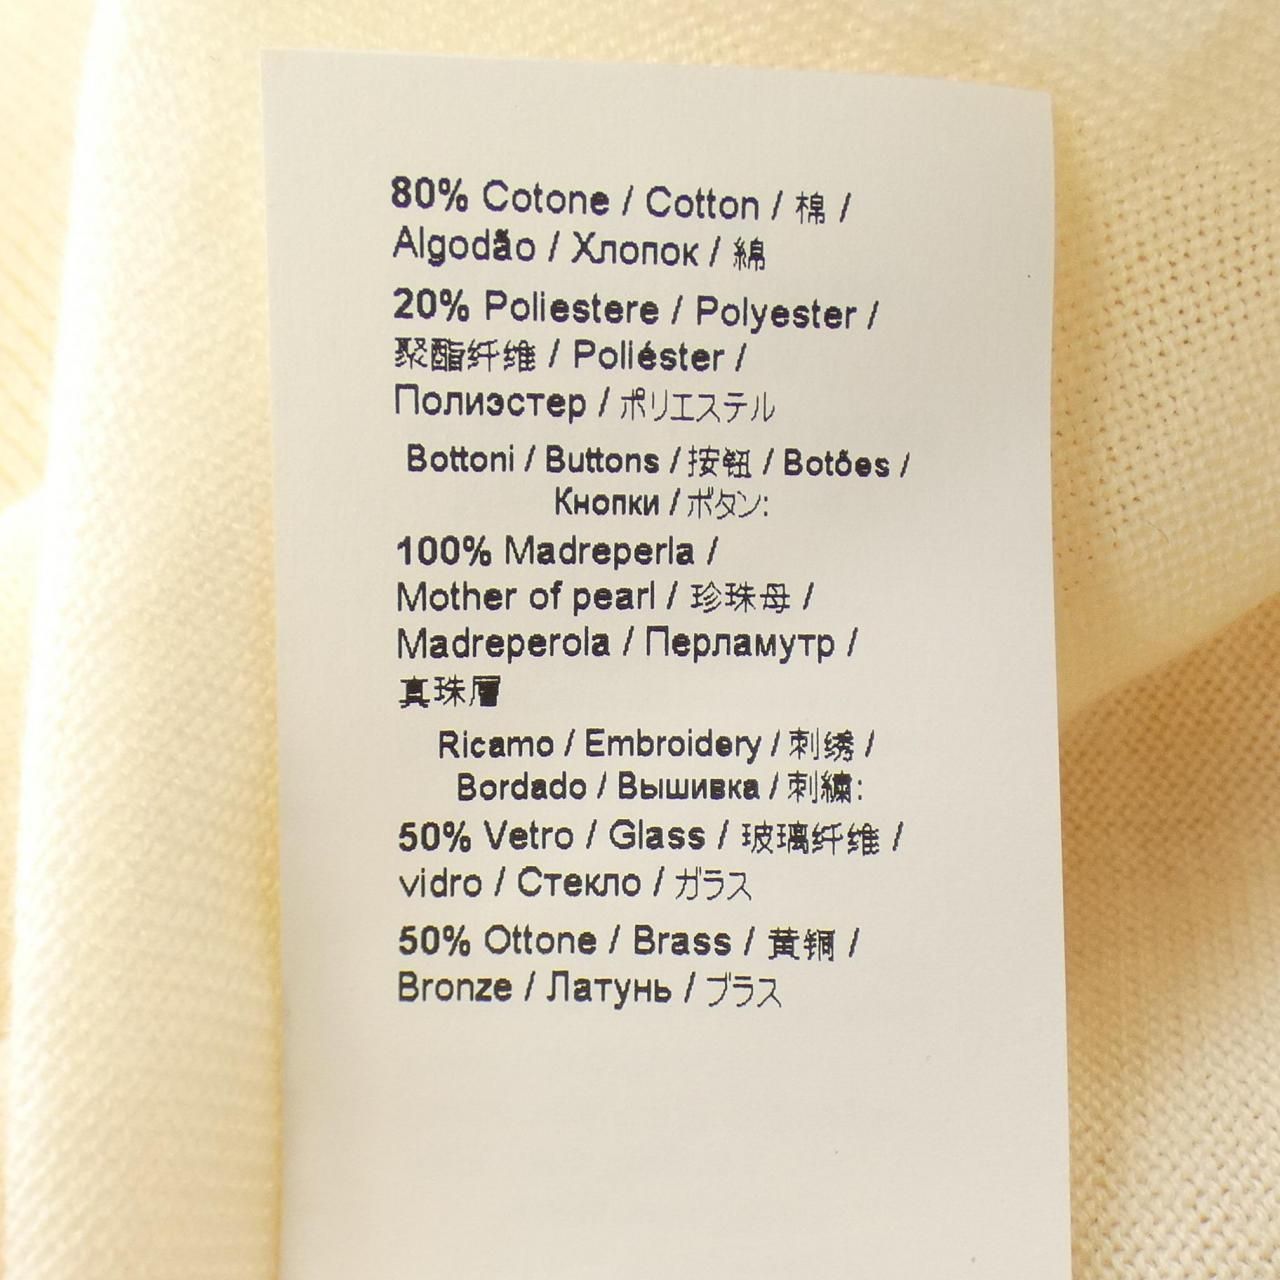 80% Cotone / Cotton / 棉 /
Algodão / Хлопок / 綿
20% Poliestere / Polyester /
聚酯纤维 / Poliéster /
Полиэстер / ポリエステル
Bottoni / Buttons / 按钮 / Botões /
Кнопки / ボタン:
100% Madreperla /
Mother of pearl / 珍珠母 /
Madreperola / Перламутр /
真珠層
Ricamo / Embroidery / 刺绣 /
Bordado / Вышивка / 刺繍:
50% Vetro / Glass / 玻璃纤维 /
vidro / Стекло / ガラス
50% Ottone / Brass / 黄铜 /
Bronze / Латунь / ブラス